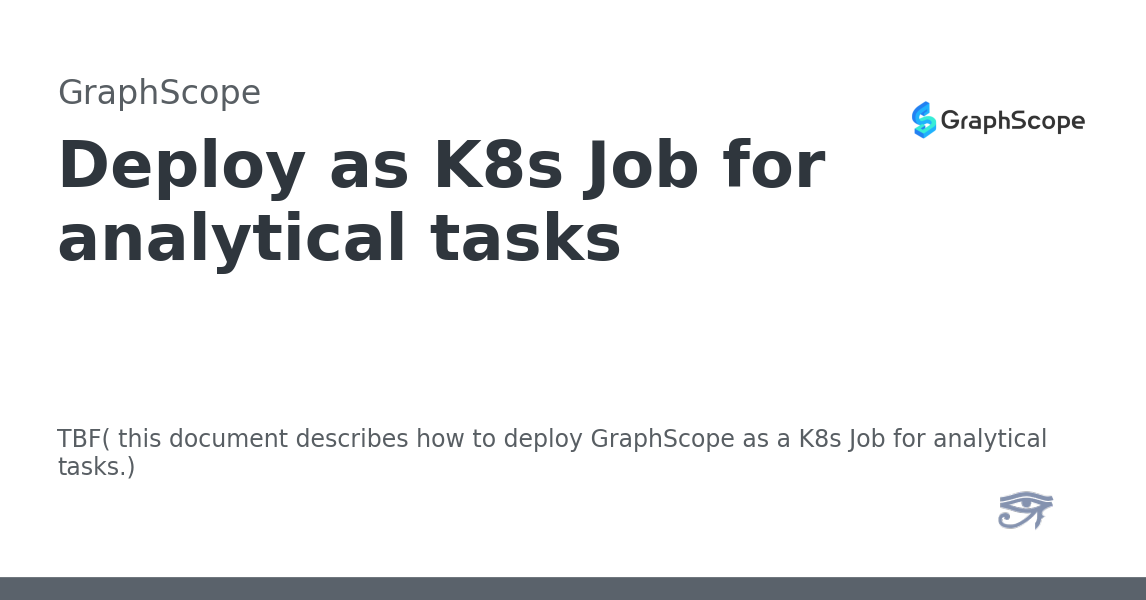 GraphScope
GraphScope
Deploy as K8s Job for
analytical tasks
TBF( this document describes how to deploy GraphScope as a K8s Job for analytical
tasks.)